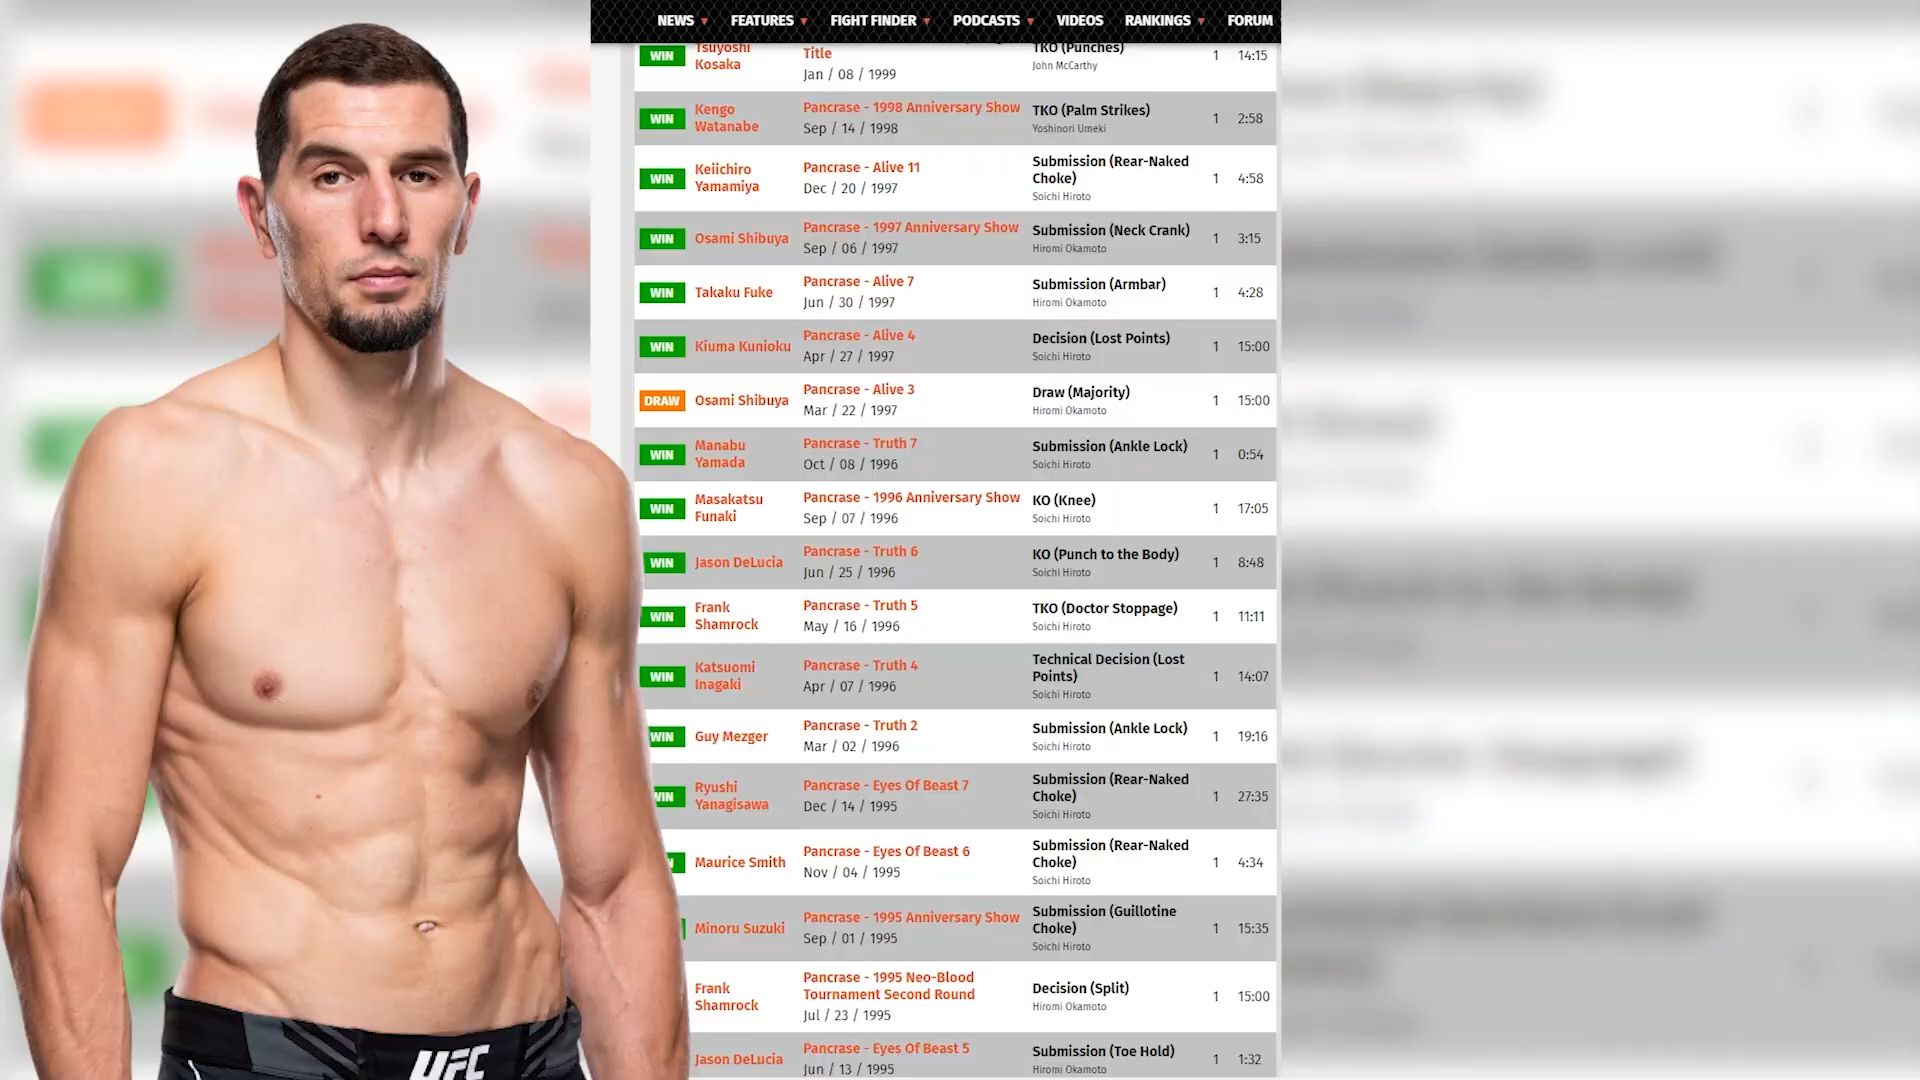 NEWS FEATURES FIGHT FINDER PODCASTS VIDEOS RANKINGS FORUM
WIN Tsuyoshi Kosaka Title Jan / 08 / 1999 TKO (Punches) John McCarthy 1 14:15
WIN Kengo Watanabe Pancrase - 1998 Anniversary Show Sep / 14 / 1998 TKO (Palm Strikes) Yoshinori Umeki 1 2:58
WIN Keiichiro Yamamiya Pancrase - Alive 11 Dec / 20 / 1997 Submission (Rear-Naked Choke) Soichi Hiroto 1 4:58
WIN Osami Shibuya Pancrase - 1997 Anniversary Show Sep / 06 / 1997 Submission (Neck Crank) Hiromi Okamoto 1 3:15
WIN Takaku Fuke Pancrase - Alive 7 Jun / 30 / 1997 Submission (Armbar) Hiromi Okamoto 1 4:28
WIN Kiuma Kunioku Pancrase - Alive 4 Apr / 27 / 1997 Decision (Lost Points) Soichi Hiroto 1 15:00
DRAW Osami Shibuya Pancrase - Alive 3 Mar / 22 / 1997 Draw (Majority) Hiromi Okamoto 1 15:00
WIN Manabu Yamada Pancrase - Truth 7 Oct / 08 / 1996 Submission (Ankle Lock) Soichi Hiroto 1 0:54
WIN Masakatsu Funaki Pancrase - 1996 Anniversary Show Sep / 07 / 1996 KO (Knee) Soichi Hiroto 1 17:05
WIN Jason DeLucia Pancrase - Truth 6 Jun / 25 / 1996 KO (Punch to the Body) Soichi Hiroto 1 8:48
WIN Frank Shamrock Pancrase - Truth 5 May / 16 / 1996 TKO (Doctor Stoppage) Soichi Hiroto 1 11:11
WIN Katsuomi Inagaki Pancrase - Truth 4 Apr / 07 / 1996 Technical Decision (Lost Points) Soichi Hiroto 1 14:07
WIN Guy Mezger Pancrase - Truth 2 Mar / 02 / 1996 Submission (Ankle Lock) Soichi Hiroto 1 19:16
WIN Ryushi Yanagisawa Pancrase - Eyes Of Beast 7 Dec / 14 / 1995 Submission (Rear-Naked Choke) Soichi Hiroto 1 27:35
Maurice Smith Pancrase - Eyes Of Beast 6 Nov / 04 / 1995 Submission (Rear-Naked Choke) Soichi Hiroto 1 4:34
Minoru Suzuki Pancrase - 1995 Anniversary Show Sep / 01 / 1995 Submission (Guillotine Choke) Soichi Hiroto 1 15:35
Frank Shamrock Pancrase - 1995 Neo-Blood Tournament Second Round Jul / 23 / 1995 Decision (Split) Hiromi Okamoto 1 15:00
Jason DeLucia Pancrase - Eyes Of Beast 5 Jun / 13 / 1995 Submission (Toe Hold) Hiromi Okamoto 1 1:32
UFC